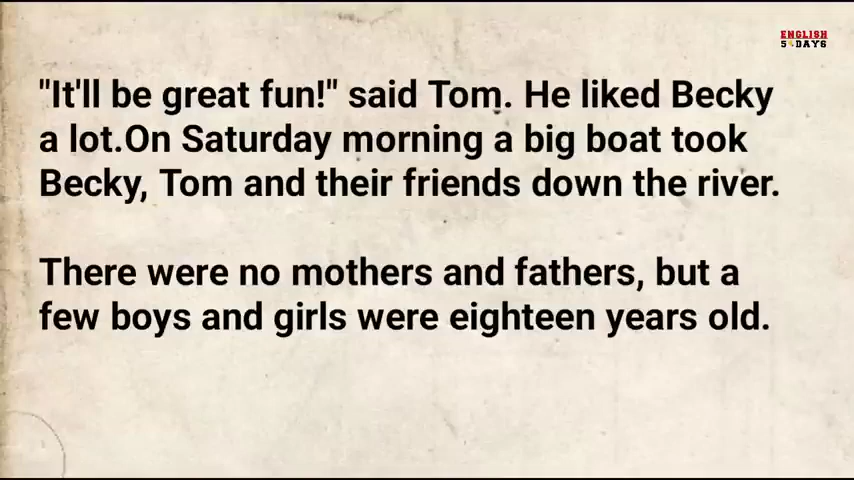 ENGLISH
5 DAYS
"It'll be great fun!" said Tom. He liked Becky
a lot.On Saturday morning a big boat took
Becky, Tom and their friends down the river.
There were no mothers and fathers, but a
few boys and girls were eighteen years old.